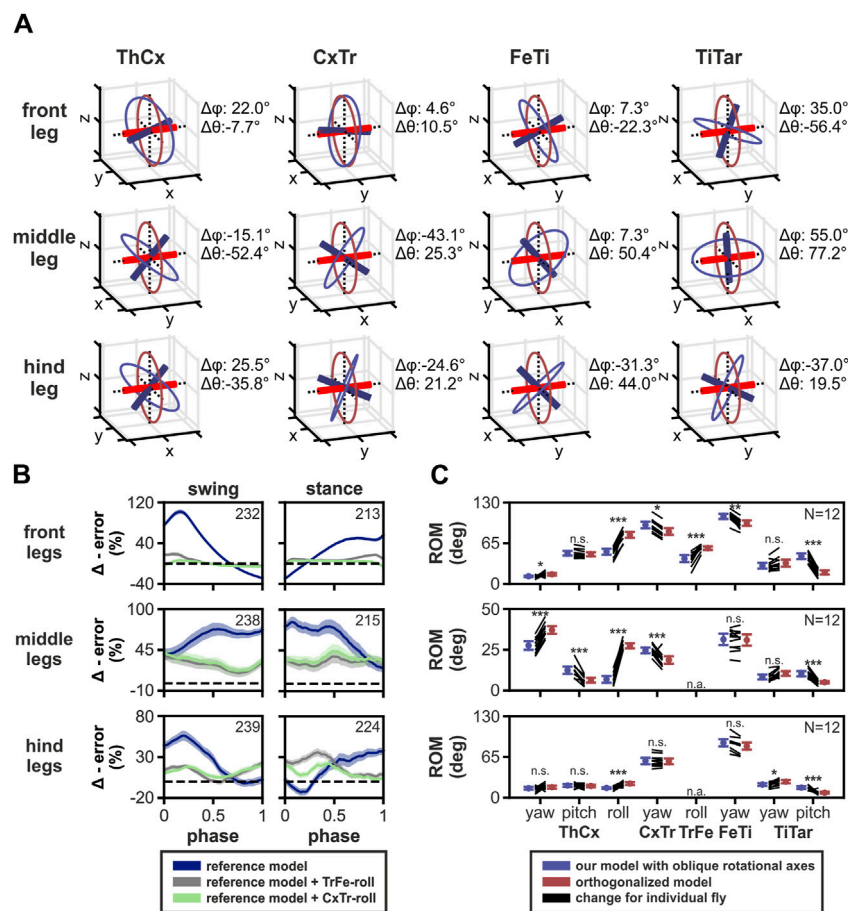 A
ThCx CxTr FeTi TiTar
front leg
Δφ: 22.0°
Δθ:-7.7°
Δφ: 4.6°
Δθ:10.5°
Δφ: 7.3°
Δθ:-22.3°
Δφ: 35.0°
Δθ:-56.4°
z y x
z x y
z y x
z x y
middle leg
Δφ:-15.1°
Δθ:-52.4°
Δφ:-43.1°
Δθ: 25.3°
Δφ: 7.3°
Δθ: 50.4°
Δφ: 55.0°
Δθ: 77.2°
z x y
z x y
z y x
z y x
hind leg
Δφ: 25.5°
Δθ:-35.8°
Δφ:-24.6°
Δθ: 21.2°
Δφ:-31.3°
Δθ: 44.0°
Δφ:-37.0°
Δθ: 19.5°
z y x
z x y
z x y
z x y
B
swing stance
front legs
Δ - error (%)
120
40
-40
232
213
middle legs
Δ - error (%)
100
45
-10
238
215
hind legs
Δ - error (%)
80
30
-20
239
224
0 0.5 1
0 0.5 1
phase phase
reference model
reference model + TrFe-roll
reference model + CxTr-roll
C
ROM (deg)
130
65
0
* n.s. *** * *** ** n.s. ***
N=12
ROM (deg)
50
25
0
*** *** *** *** n.a. n.s. n.s. ***
N=12
ROM (deg)
130
65
0
n.s. n.s. *** n.s. n.a. n.s. * ***
N=12
yaw pitch roll yaw roll yaw yaw pitch
ThCx CxTr TrFe FeTi TiTar
our model with oblique rotational axes
orthogonalized model
change for individual fly